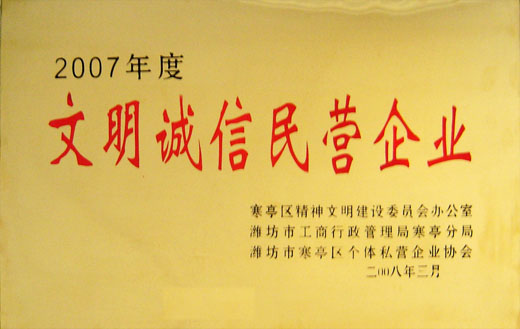 2007年度
文明诚信民营企业
寒亭区精神文明建设委员会办公室
潍坊市工商行政管理局寒亭分局
潍坊市寒亭区个体私营企业协会
二00八年三月